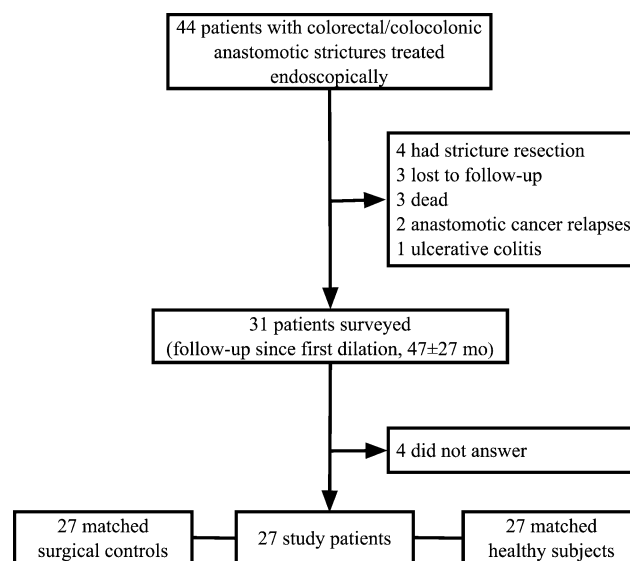 44 patients with colorectal/colocolonic
anastomotic strictures treated
endoscopically
4 had stricture resection
3 lost to follow-up
3 dead
2 anastomotic cancer relapses
1 ulcerative colitis
31 patients surveyed
(follow-up since first dilation, 47±27 mo)
4 did not answer
27 matched
surgical controls
27 study patients
27 matched
healthy subjects